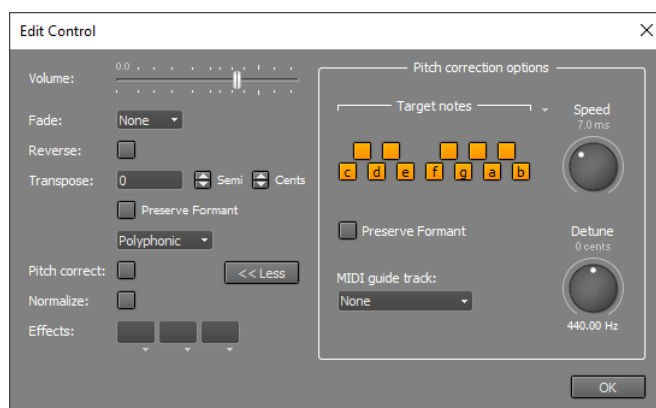 Edit Control
Volume:
0.0
Fade:
None
Reverse:
Transpose:
0
Semi
Cents
Preserve Formant
Polyphonic
Pitch correct:
<< Less
Normalize:
Effects:
Pitch correction options
Target notes
c d e f g a b
Speed
7.0 ms
Preserve Formant
Detune
0 cents
MIDI guide track:
None
440.00 Hz
OK